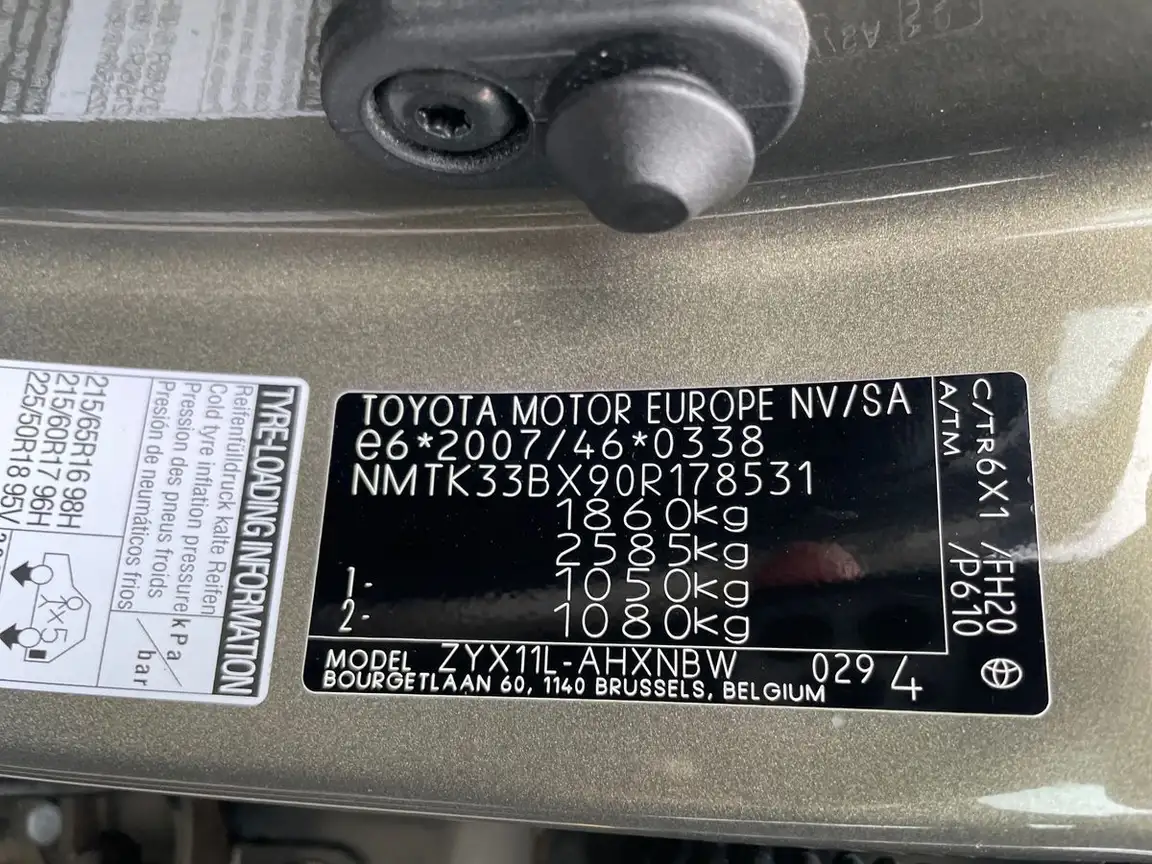 TOYOTA MOTOR EUROPE NV/SA
e6*2007/46*0338
NMTK33BX90R178531
1860kg
2585kg
1- 1050kg
2- 1080kg
MODEL ZYX11L-AHXNBW 029 4
BOURGETLAAN 60, 1140 BRUSSELS, BELGIUM
C/TR 6X1 /FH20
A/TM /P610
TYRE LOADING INFORMATION
Reifenfülldruck kalte Reifen
Cold tyre inflation pressure
Pression des pneus froids
Presión de neumáticos fríos
kPa/
/bar
215/65R16 98H
215/60R17 96H
225/50R18 95V
X×5